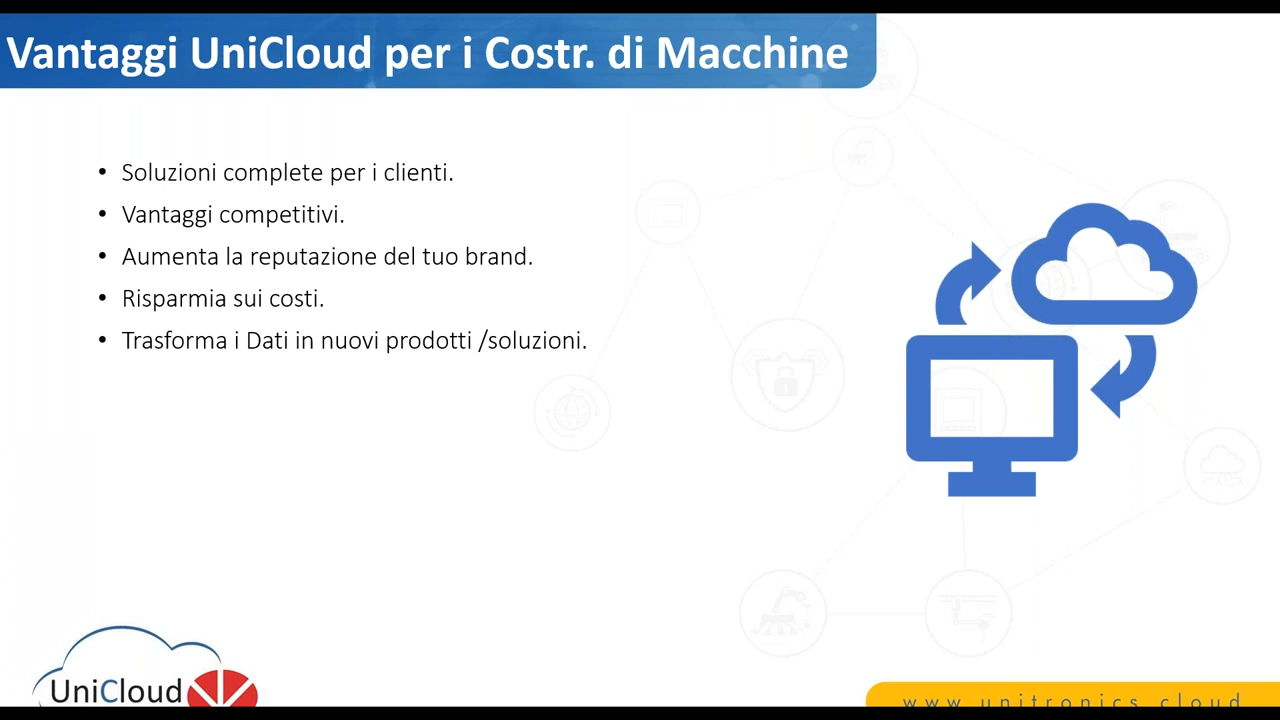 Vantaggi UniCloud per i Costr. di Macchine
• Soluzioni complete per i clienti.
• Vantaggi competitivi.
• Aumenta la reputazione del tuo brand.
• Risparmia sui costi.
• Trasforma i Dati in nuovi prodotti /soluzioni.
UniCloud
www.unitronics.cloud